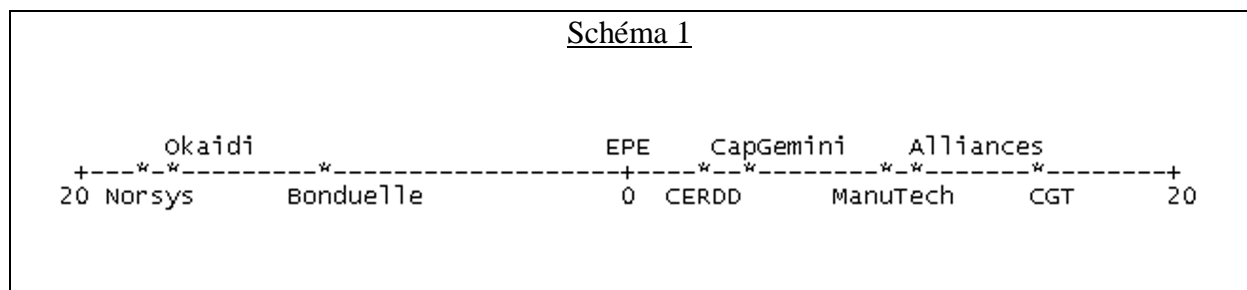 Schéma 1
Okaidi EPE CapGemini Alliances
+---*-*---------*-------------------+----*--*--------*-*-------*--------+
20 Norsys Bonduelle 0 CERDD ManuTech CGT 20